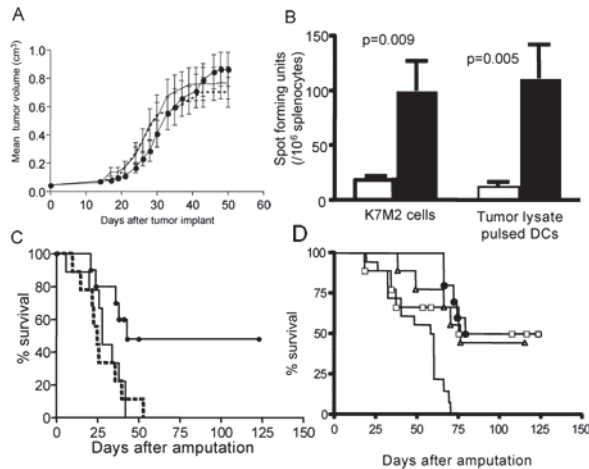 A
Mean tumor volume (cm³)
1.0
0.8
0.6
0.4
0.2
0.0
0 10 20 30 40 50 60
Days after tumor implant
B
Spot forming units
(/10⁶ splenocytes)
150
100
50
0
p=0.009
p=0.005
K7M2 cells
Tumor lysate
pulsed DCs
C
% survival
100
80
60
40
20
0
0 25 50 75 100 125
Days after amputation
D
% survival
100
75
50
25
0
0 25 50 75 100 125 150
Days after amputation